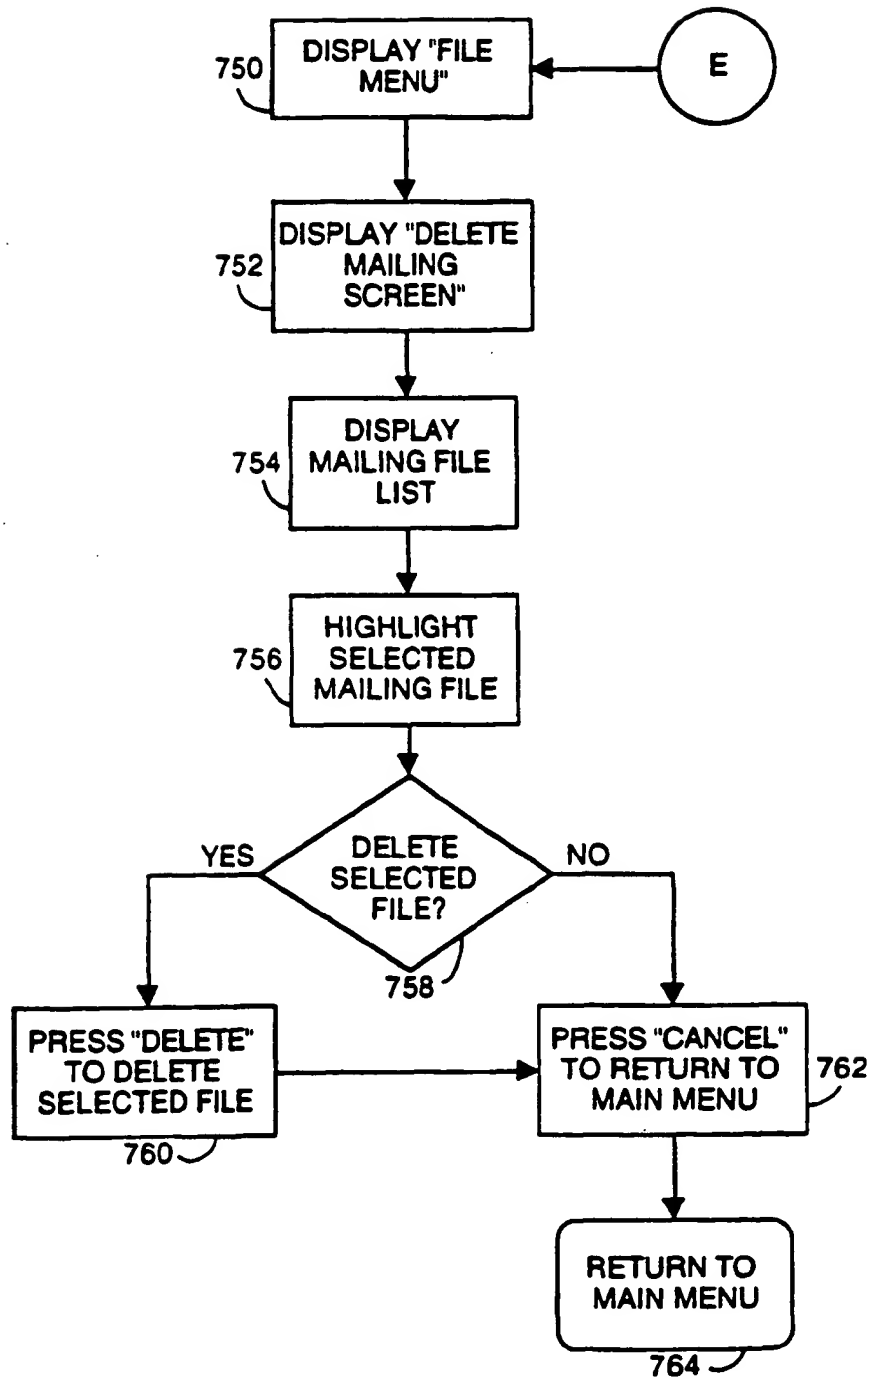 DISPLAY "FILE
MENU"
750
E
DISPLAY "DELETE
MAILING
SCREEN"
752
DISPLAY
MAILING FILE
LIST
754
HIGHLIGHT
SELECTED
MAILING FILE
756
DELETE
SELECTED
FILE?
YES
NO
758
PRESS "DELETE"
TO DELETE
SELECTED FILE
760
PRESS "CANCEL"
TO RETURN TO
MAIN MENU
762
RETURN TO
MAIN MENU
764